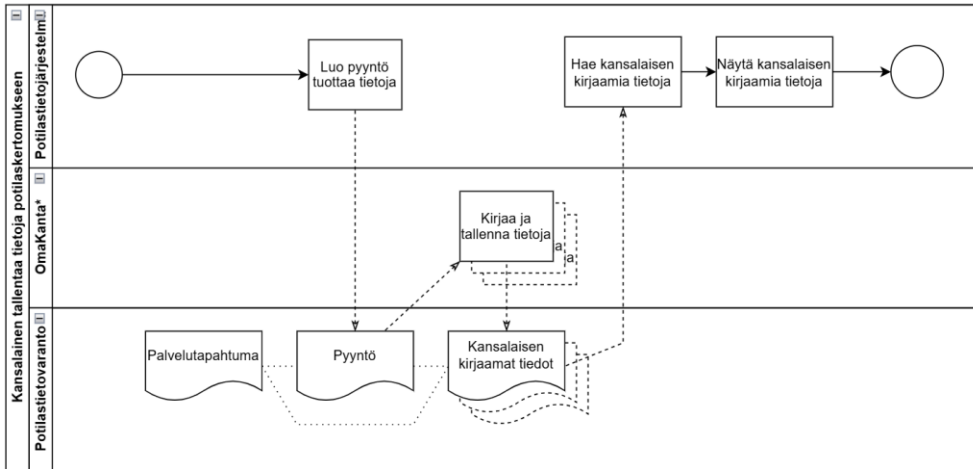 Kansalainen tallentaa tietoja potilaskertomukseen
Potilastietojärjestelm
Luo pyyntö
tuottaa tietoja
Hae kansalaisen
kirjaamia tietoja
Näytä kansalaisen
kirjaamia tietoja
OmaKanta*
Kirjaa ja
tallenna tietoja
a
a
Potilastietovaranto
Palvelutapahtuma
Pyyntö
Kansalaisen
kirjaamat tiedot